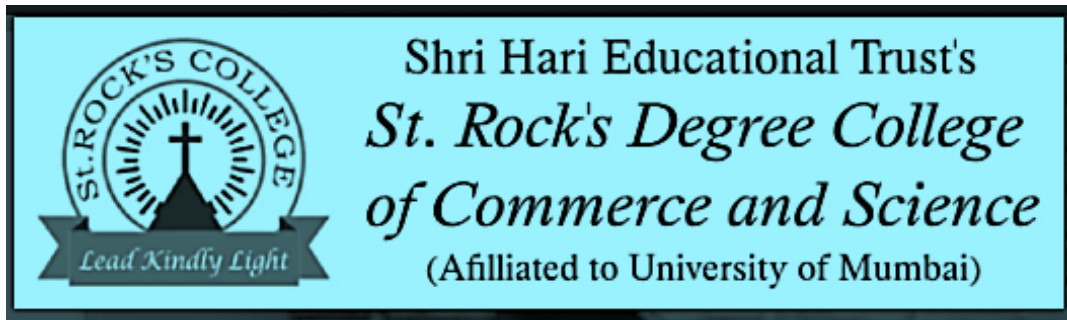 St. ROCK'S COLLEGE
Lead Kindly Light
Shri Hari Educational Trust's
St. Rock's Degree College
of Commerce and Science
(Afilliated to University of Mumbai)